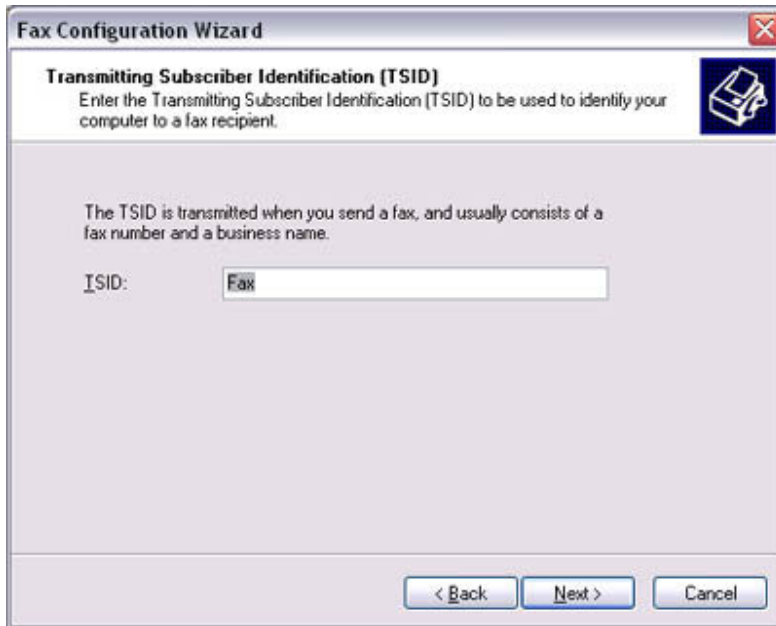 Fax Configuration Wizard
Transmitting Subscriber Identification (TSID)
Enter the Transmitting Subscriber Identification (TSID) to be used to identify your
computer to a fax recipient.
The TSID is transmitted when you send a fax, and usually consists of a
fax number and a business name.
TSID:
Fax
< Back
Next >
Cancel